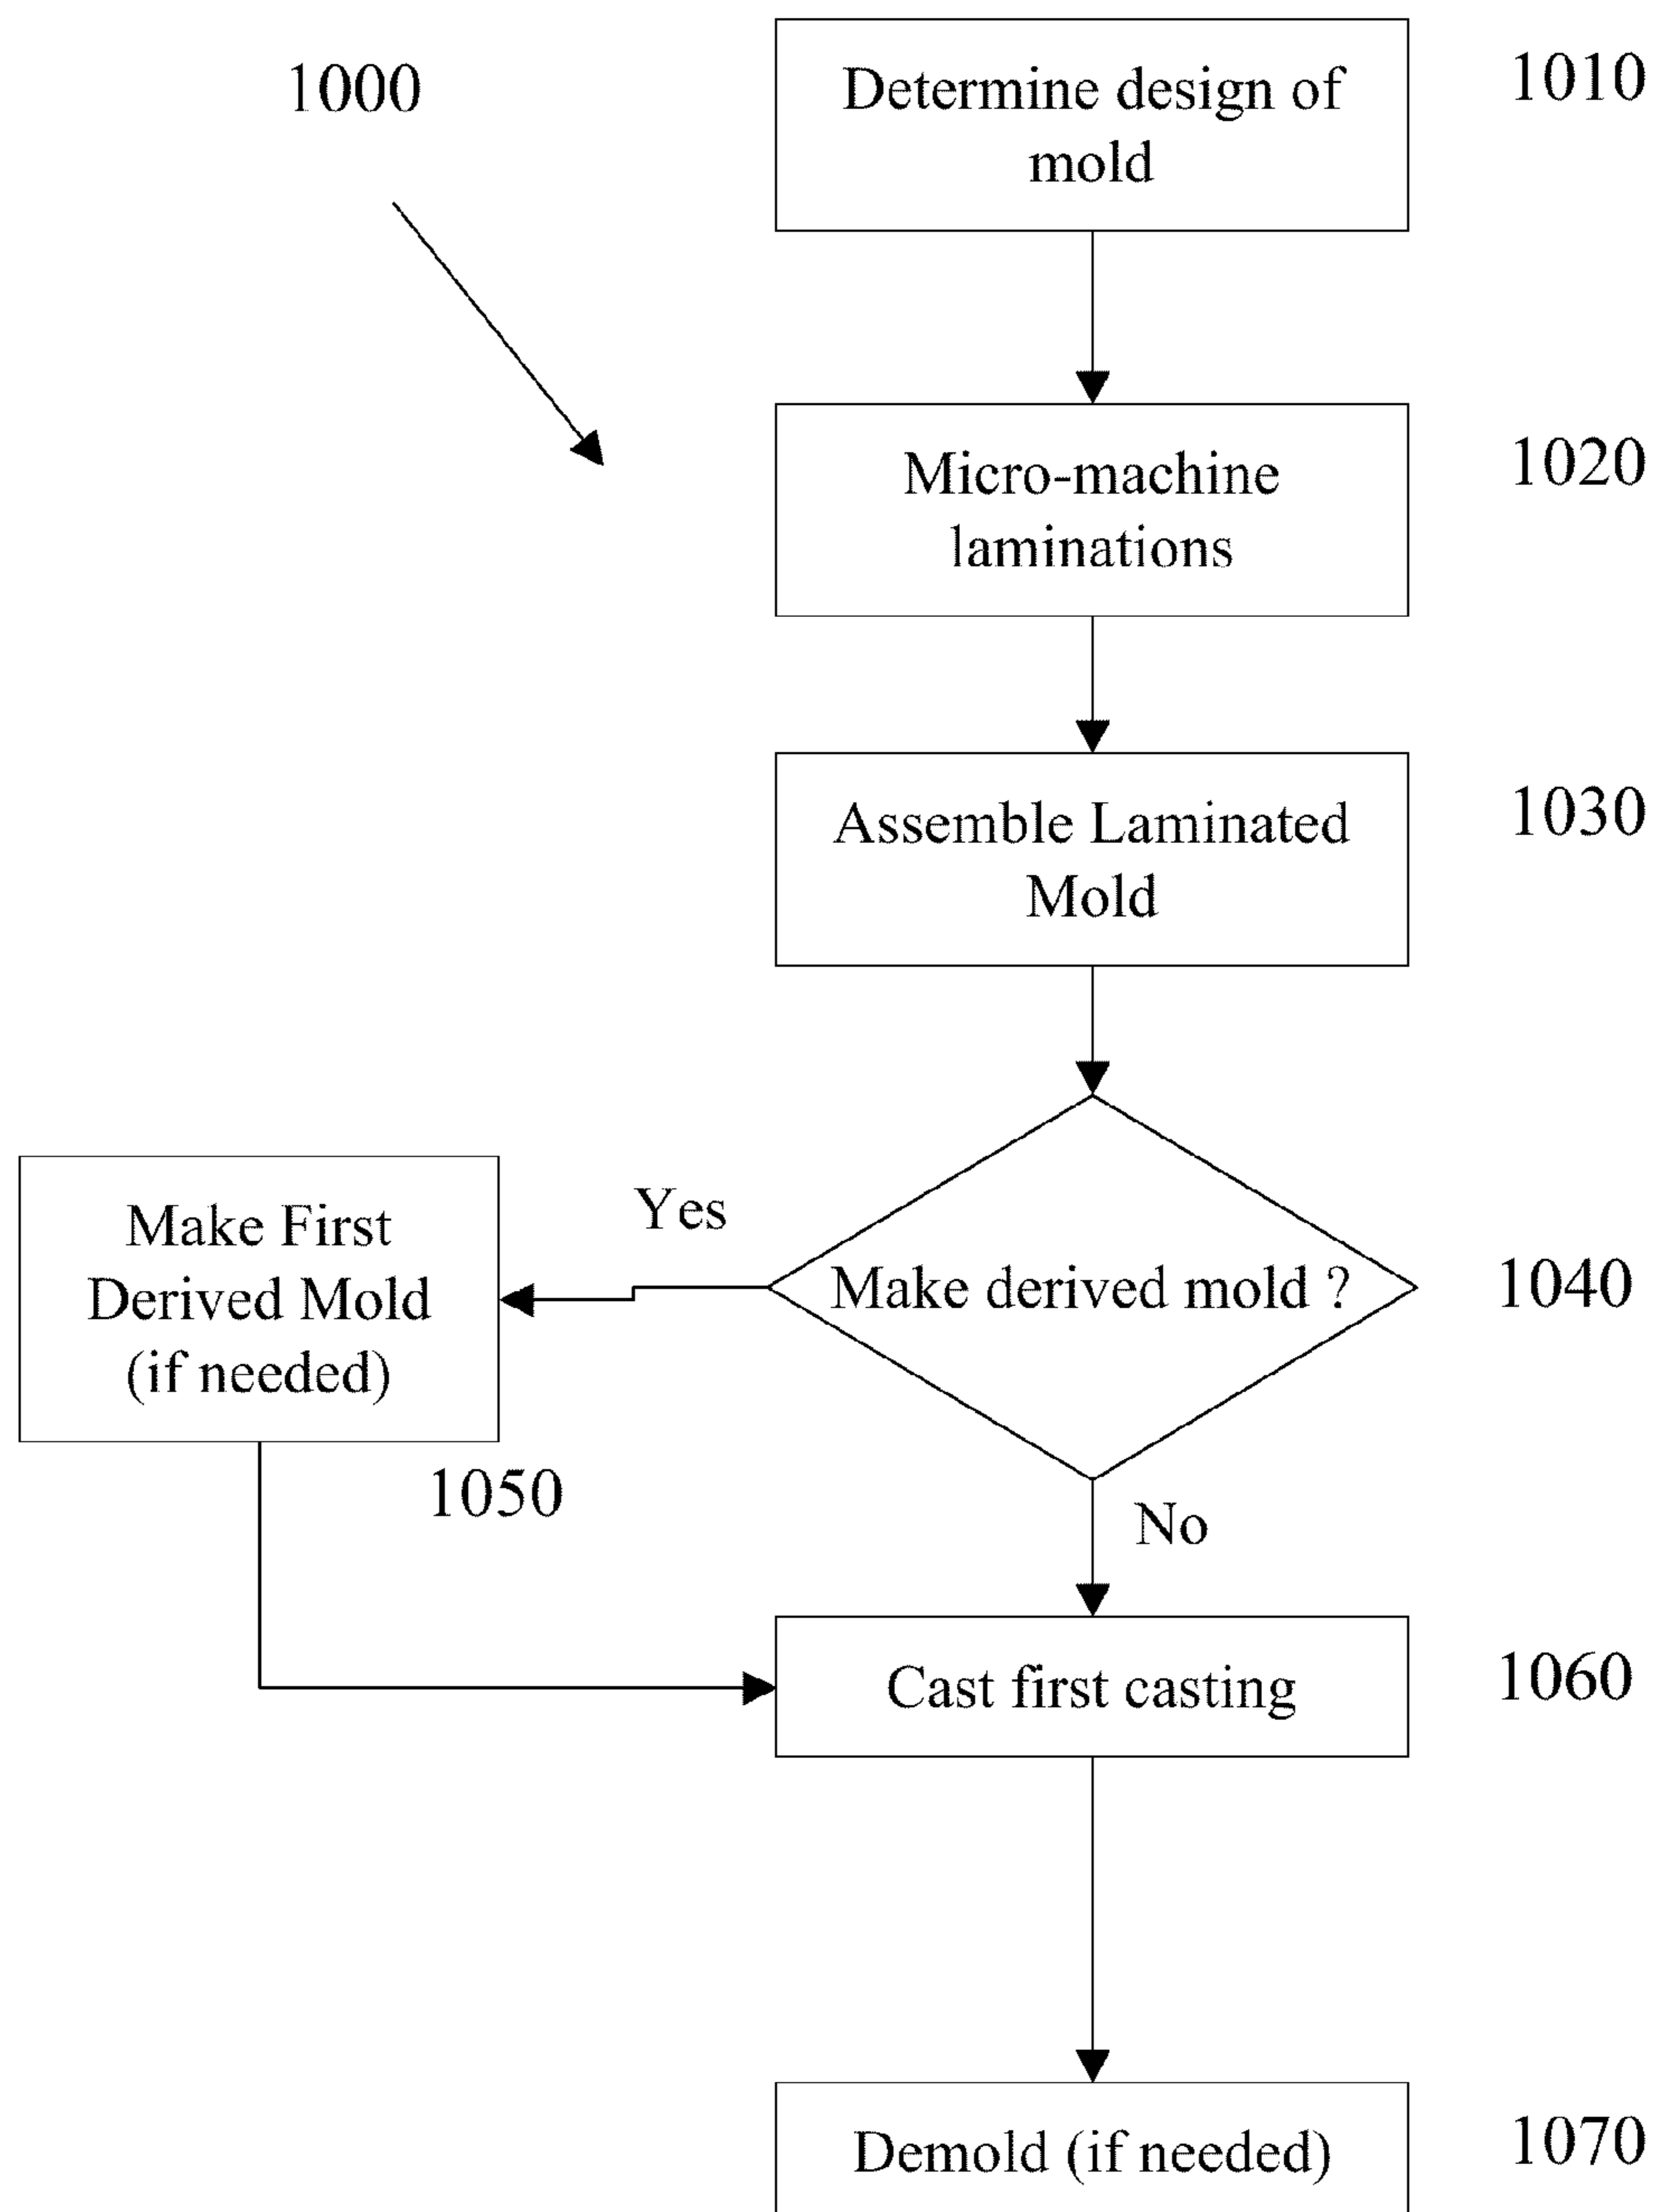 1000
Determine design of
mold
1010
Micro-machine
laminations
1020
Assemble Laminated
Mold
1030
Make First
Derived Mold
(if needed)
Yes
Make derived mold ?
1040
1050
No
Cast first casting
1060
Demold (if needed)
1070